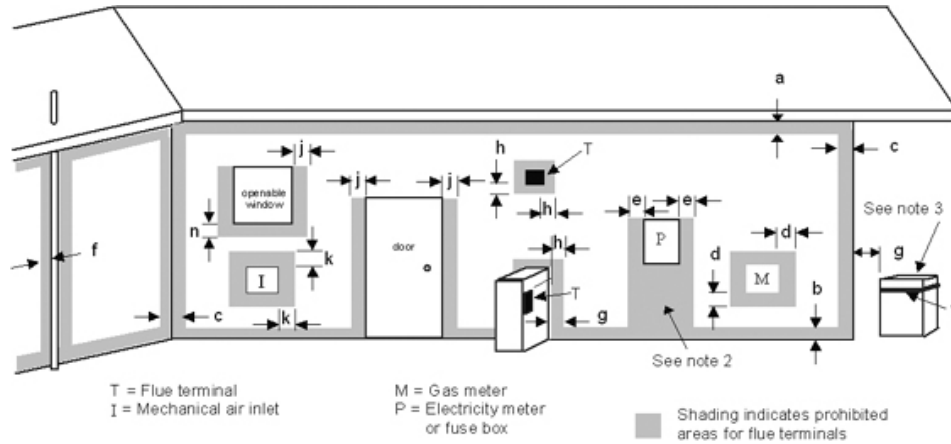 a
h
T
c
j
j
j
openable
window
e
e
See note 3
P
n
door
h
d
f
k
d
g
I
M
T
b
c
g
k
See note 2
T = Flue terminal
I = Mechanical air inlet
M = Gas meter
P = Electricity meter
or fuse box
Shading indicates prohibited
areas for flue terminals
h